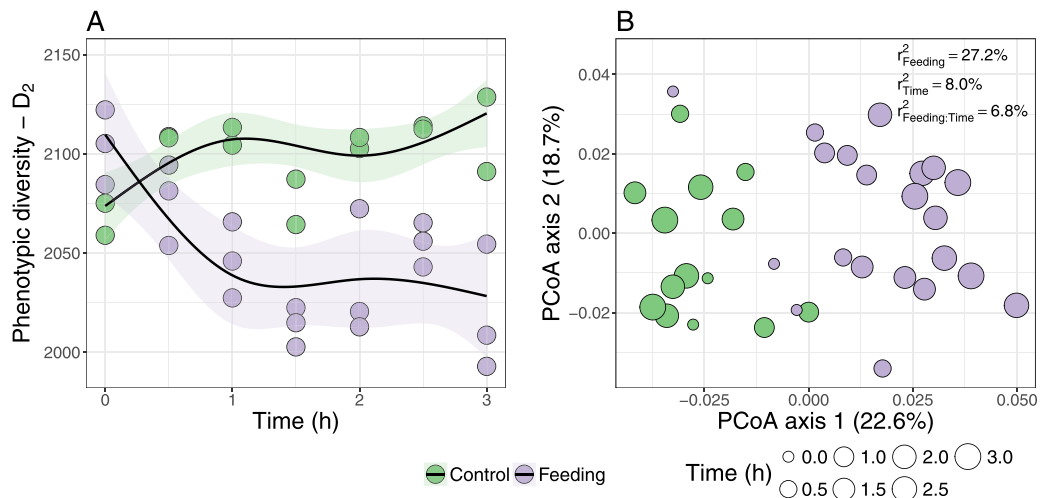 A
Phenotypic diversity − D2
2150
2100
2050
2000
0
1
2
3
Time (h)
B
PCoA axis 2 (18.7%)
0.04
0.02
0.00
−0.02
−0.025
0.000
0.025
0.050
PCoA axis 1 (22.6%)
r²Feeding = 27.2%
r²Time = 8.0%
r²Feeding:Time = 6.8%
Control Feeding
Time (h)
0.0 1.0 2.0 3.0
0.5 1.5 2.5